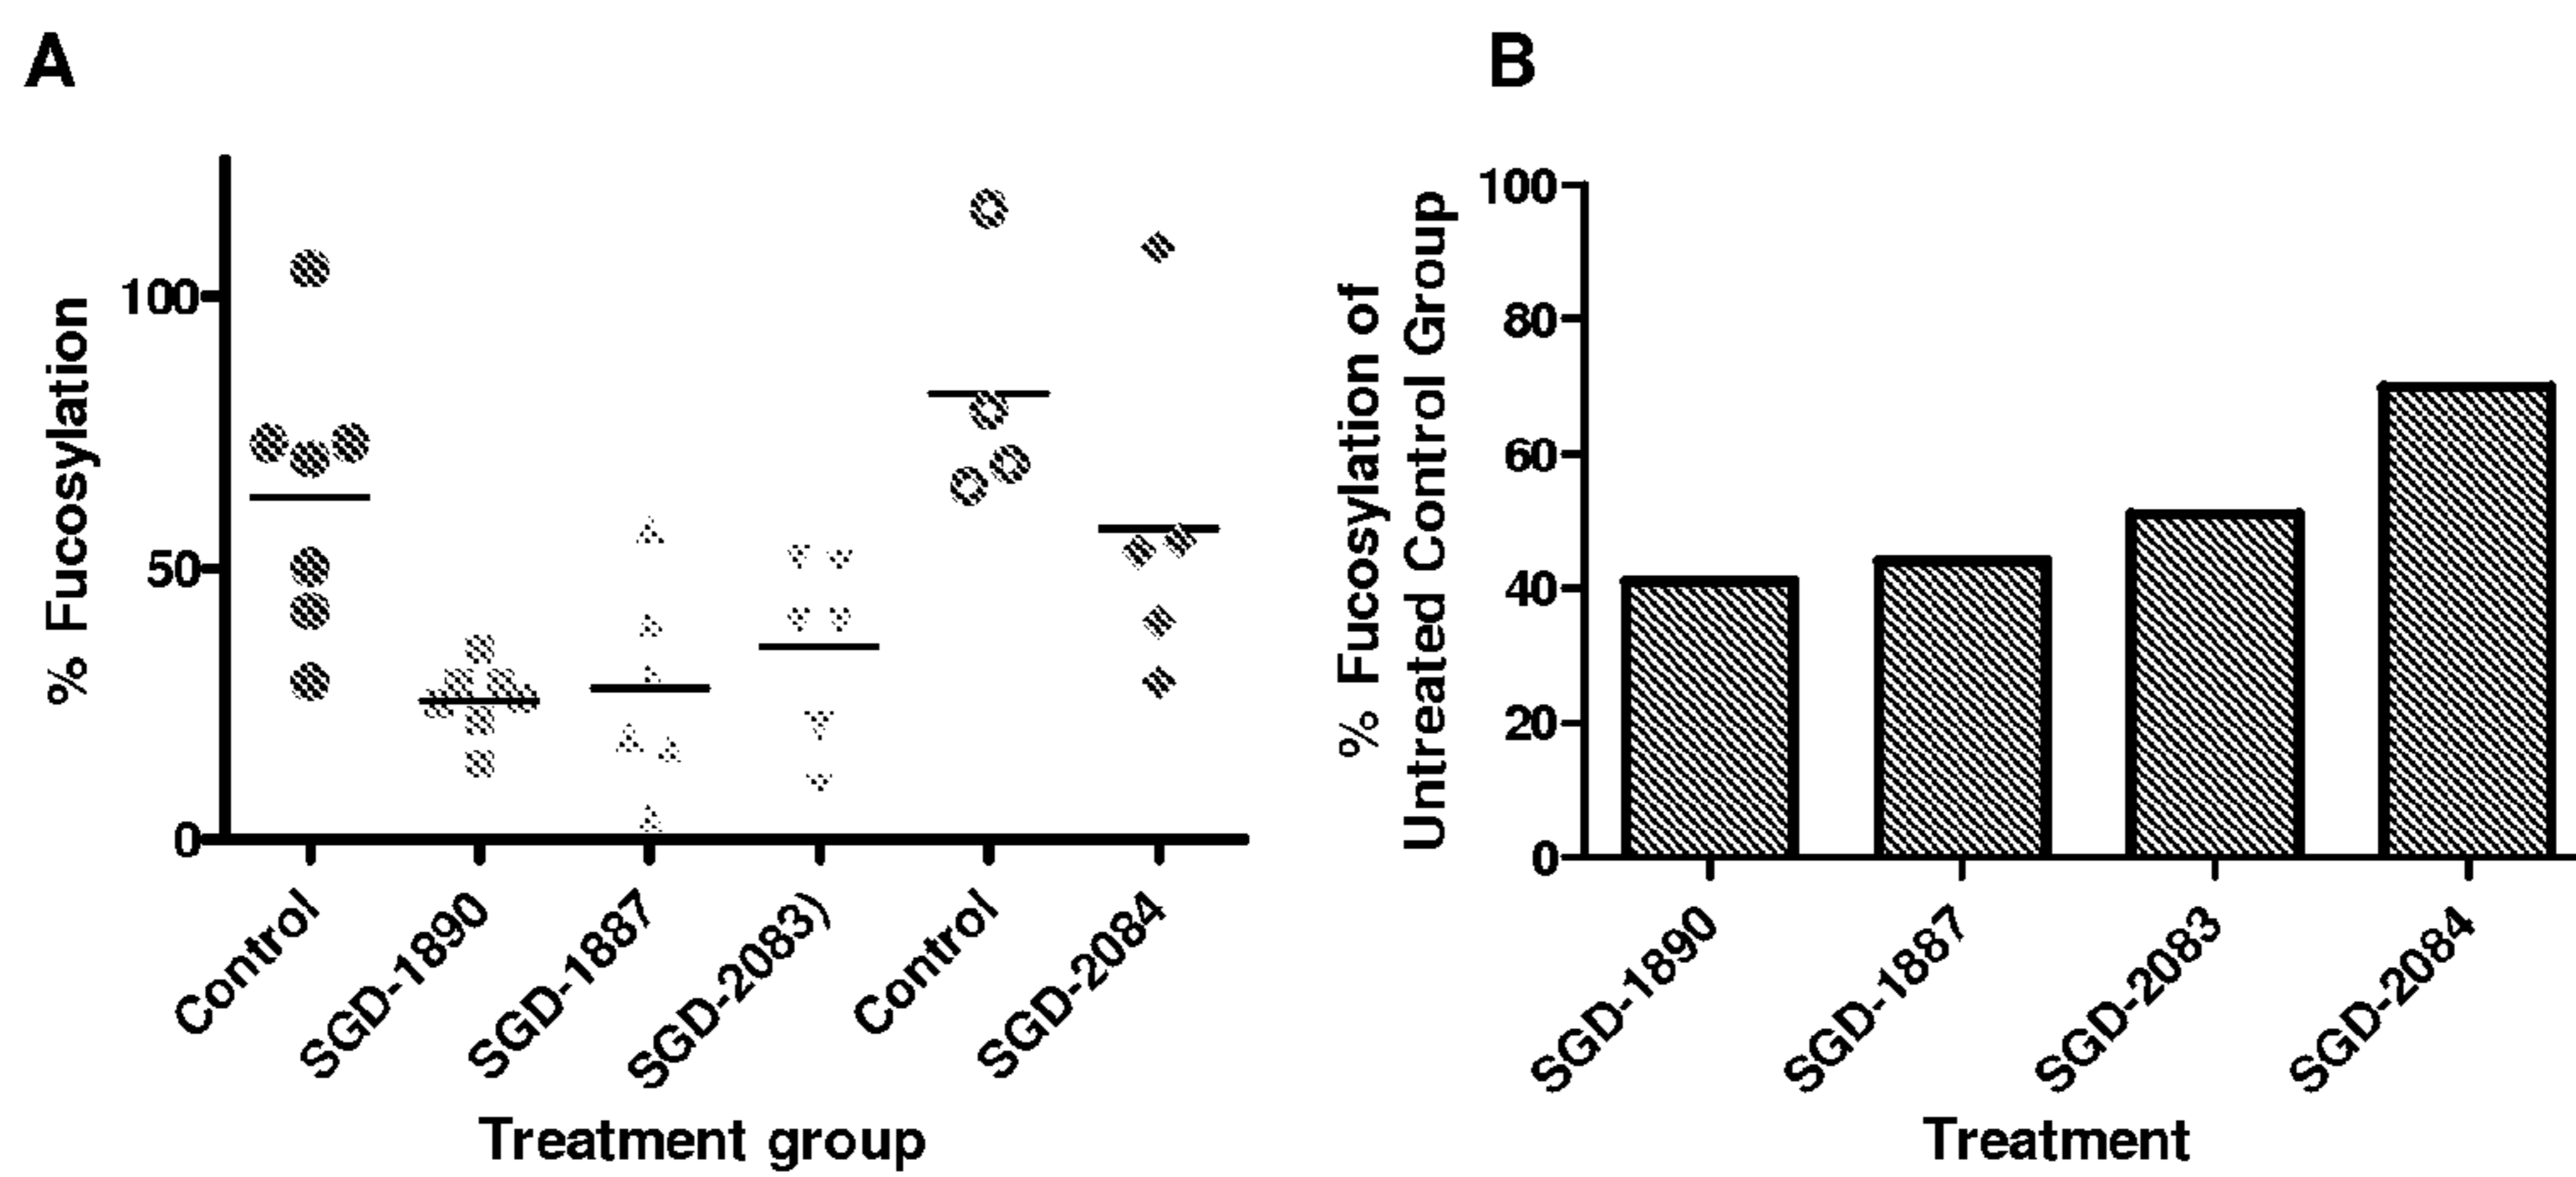 A
% Fucosylation
100
50
0
Control
SGD-1890
SGD-1887
SGD-2083)
Control
SGD-2084
Treatment group
B
% Fucosylation of
Untreated Control Group
100
80
60
40
20
0
SGD-1890
SGD-1887
SGD-2083
SGD-2084
Treatment